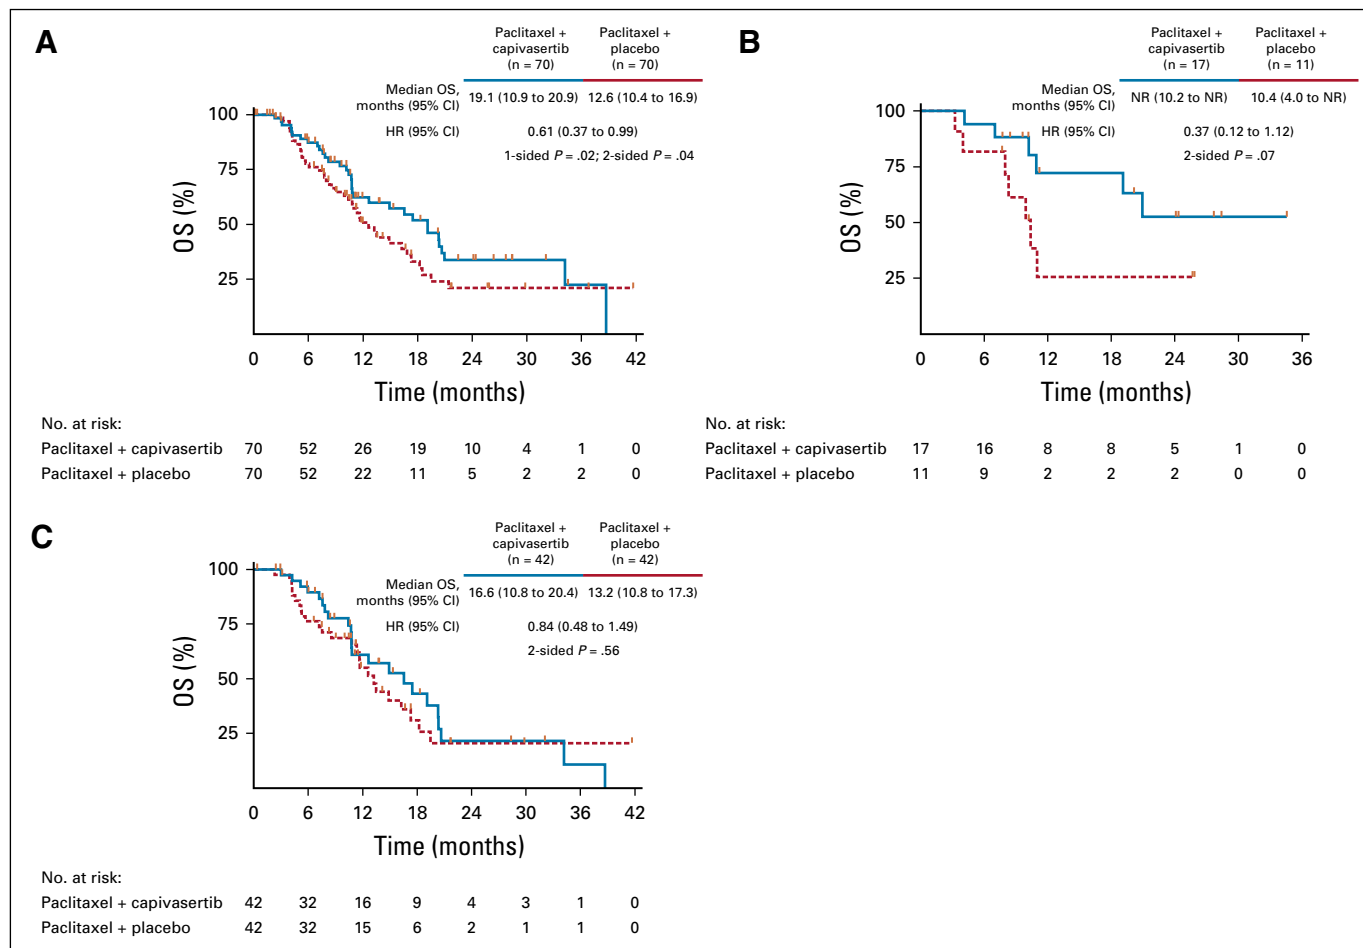 A
Paclitaxel + capivasertib (n = 70)
Paclitaxel + placebo (n = 70)
Median OS, months (95% CI) 19.1 (10.9 to 20.9) 12.6 (10.4 to 16.9)
HR (95% CI) 0.61 (0.37 to 0.99)
1-sided P = .02; 2-sided P = .04
OS (%)
100
75
50
25
0 6 12 18 24 30 36 42
Time (months)
No. at risk:
Paclitaxel + capivasertib 70 52 26 19 10 4 1 0
Paclitaxel + placebo 70 52 22 11 5 2 2 0
B
Paclitaxel + capivasertib (n = 17)
Paclitaxel + placebo (n = 11)
Median OS, months (95% CI) NR (10.2 to NR) 10.4 (4.0 to NR)
HR (95% CI) 0.37 (0.12 to 1.12)
2-sided P = .07
OS (%)
100
75
50
25
0 6 12 18 24 30 36
Time (months)
No. at risk:
Paclitaxel + capivasertib 17 16 8 8 5 1 0
Paclitaxel + placebo 11 9 2 2 2 0 0
C
Paclitaxel + capivasertib (n = 42)
Paclitaxel + placebo (n = 42)
Median OS, months (95% CI) 16.6 (10.8 to 20.4) 13.2 (10.8 to 17.3)
HR (95% CI) 0.84 (0.48 to 1.49)
2-sided P = .56
OS (%)
100
75
50
25
0 6 12 18 24 30 36 42
Time (months)
No. at risk:
Paclitaxel + capivasertib 42 32 16 9 4 3 1 0
Paclitaxel + placebo 42 32 15 6 2 1 1 0